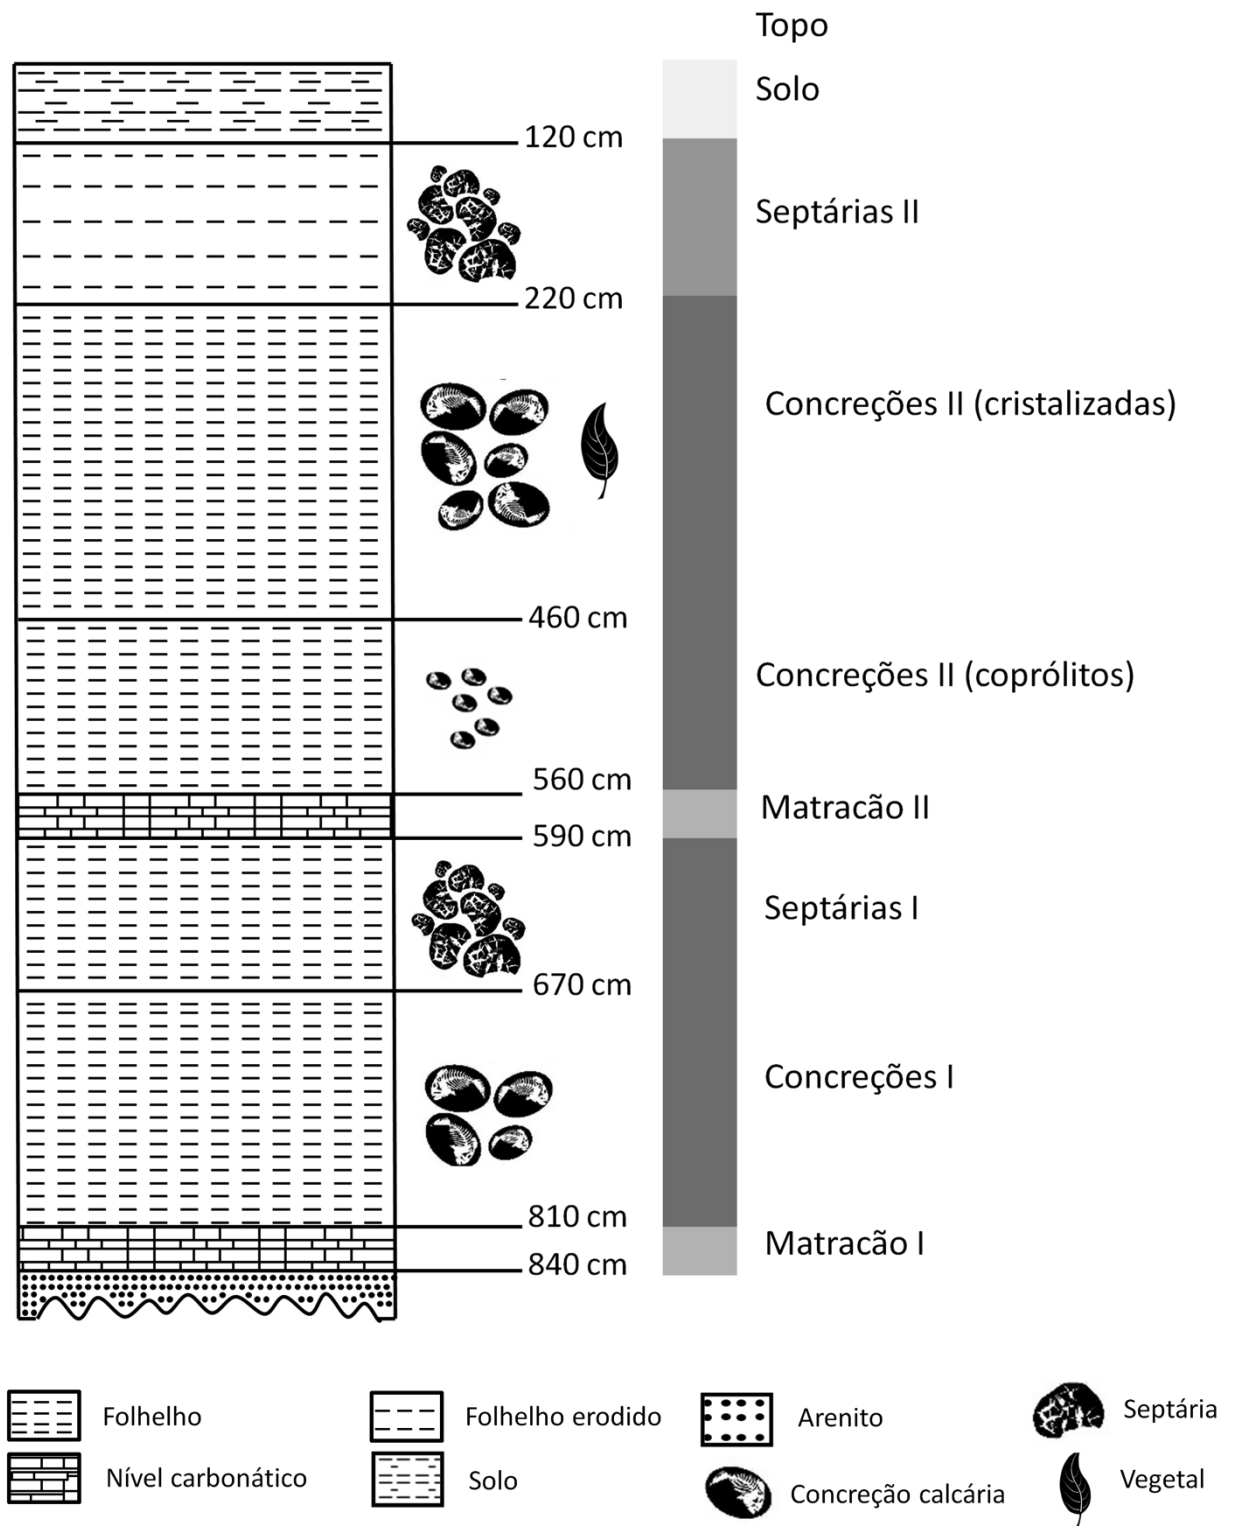 Topo
Solo
120 cm
Septárias II
220 cm
Concreções II (cristalizadas)
460 cm
Concreções II (coprólitos)
560 cm
Matracão II
590 cm
Septárias I
670 cm
Concreções I
810 cm
Matracão I
840 cm
Folhelho
Folhelho erodido
Arenito
Septária
Nível carbonático
Solo
Concreção calcária
Vegetal